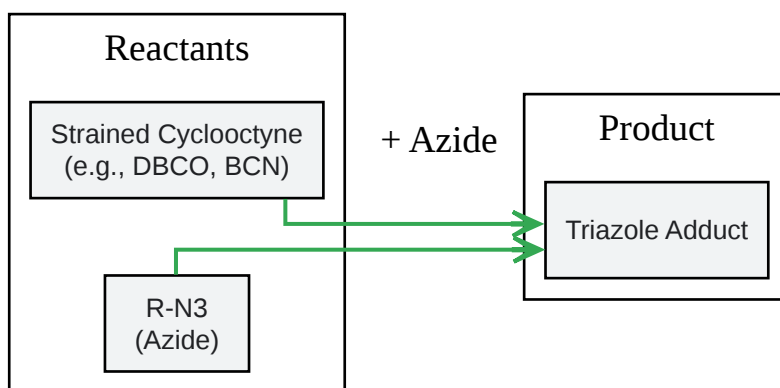 Reactants
Strained Cyclooctyne
(e.g., DBCO, BCN)
R-N3
(Azide)
+ Azide
Product
Triazole Adduct